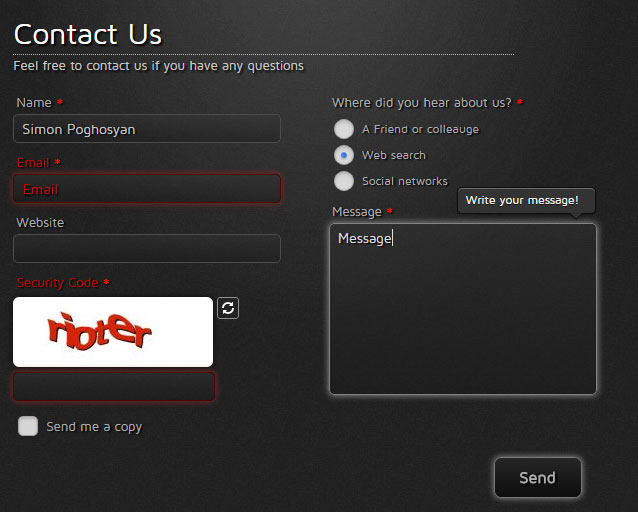 Contact Us
Feel free to contact us if you have any questions
Name *
Simon Poghosyan
Email *
Email
Website
Security Code *
rioter
Send me a copy
Where did you hear about us? *
A Friend or colleauge
Web search
Social networks
Write your message!
Message *
Message
Send